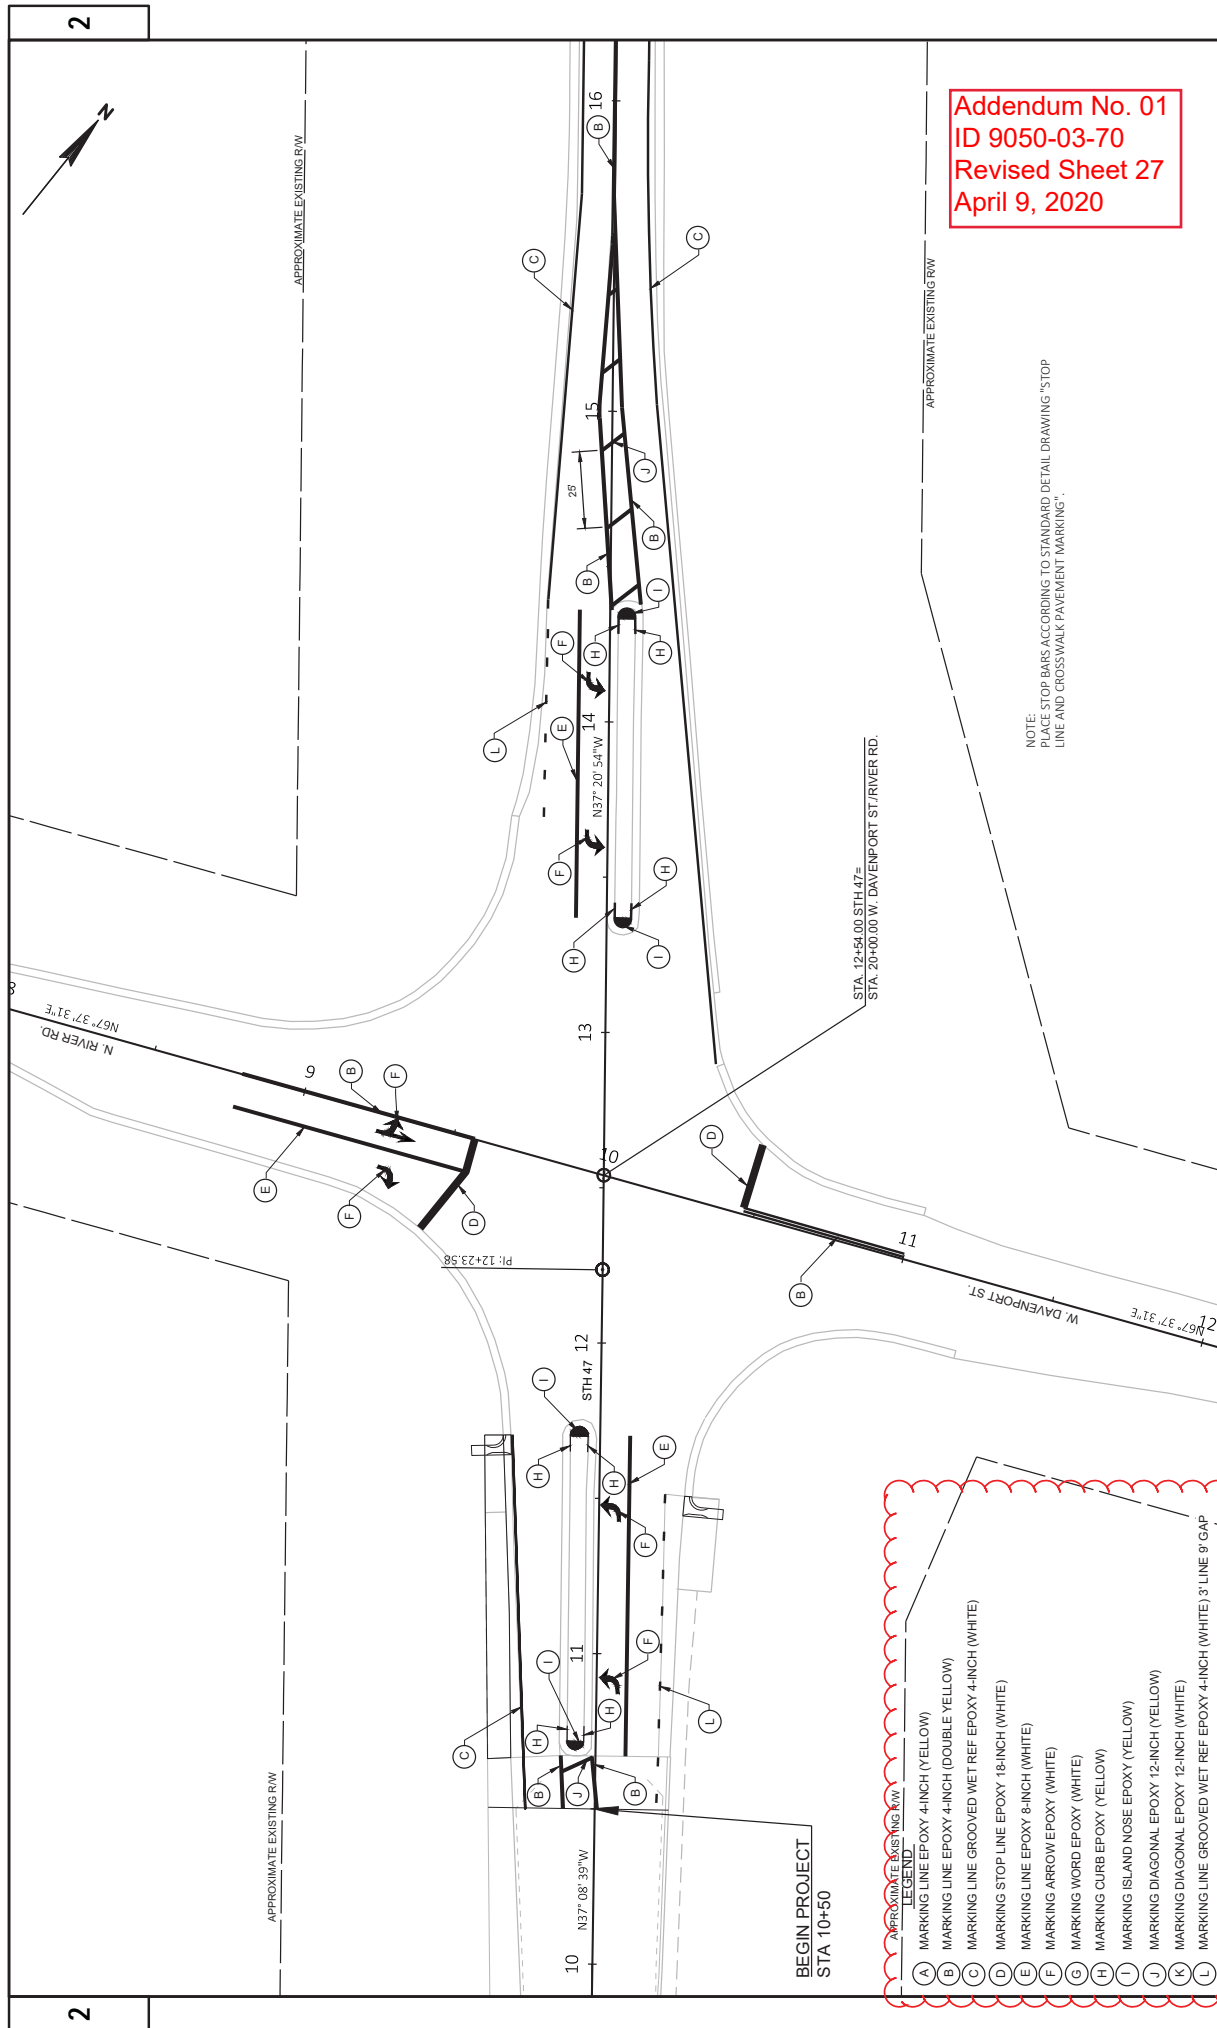 2
N
APPROXIMATE EXISTING R/W
16
B
Addendum No. 01
ID 9050-03-70
Revised Sheet 27
April 9, 2020
C
C
APPROXIMATE EXISTING R/W
15
J
25'
B
B
I
H
H
F
14
E
L
N37° 20' 54"W
F
H
H
I
NOTE:
PLACE STOP BARS ACCORDING TO STANDARD DETAIL DRAWING "STOP
LINE AND CROSSWALK PAVEMENT MARKING".
STA. 12+54.00 STH 47=
STA. 20+00.00 W. DAVENPORT ST./RIVER RD.
8
N67° 37' 31"E
N. RIVER RD.
13
9
B
F
E
F
D
10
D
PI: 12+23.58
11
B
W. DAVENPORT ST.
N67° 37' 31"E
12
12
STH 47
I
H
H
E
F
11
I
F
H
H
C
L
B
J
B
APPROXIMATE EXISTING R/W
N37° 08' 39"W
10
BEGIN PROJECT
STA 10+50
APPROXIMATE EXISTING R/W
LEGEND
A MARKING LINE EPOXY 4-INCH (YELLOW)
B MARKING LINE EPOXY 4-INCH (DOUBLE YELLOW)
C MARKING LINE GROOVED WET REF EPOXY 4-INCH (WHITE)
D MARKING STOP LINE EPOXY 18-INCH (WHITE)
E MARKING LINE EPOXY 8-INCH (WHITE)
F MARKING ARROW EPOXY (WHITE)
G MARKING WORD EPOXY (WHITE)
H MARKING CURB EPOXY (YELLOW)
I MARKING ISLAND NOSE EPOXY (YELLOW)
J MARKING DIAGONAL EPOXY 12-INCH (YELLOW)
K MARKING DIAGONAL EPOXY 12-INCH (WHITE)
L MARKING LINE GROOVED WET REF EPOXY 4-INCH (WHITE) 3' LINE 9' GAP
2